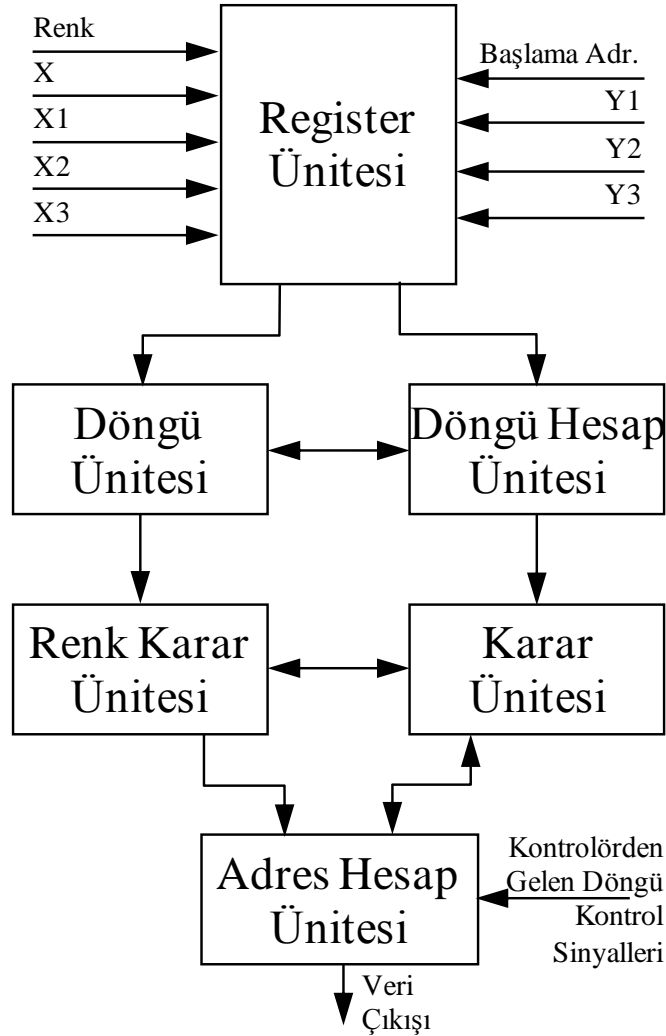 Renk
X
X1
X2
X3
Register
Ünitesi
Başlama Adr.
Y1
Y2
Y3
Döngü
Ünitesi
Döngü Hesap
Ünitesi
Renk Karar
Ünitesi
Karar
Ünitesi
Adres Hesap
Ünitesi
Kontrolörden
Gelen Döngü
Kontrol
Sinyalleri
Veri
Çıkışı